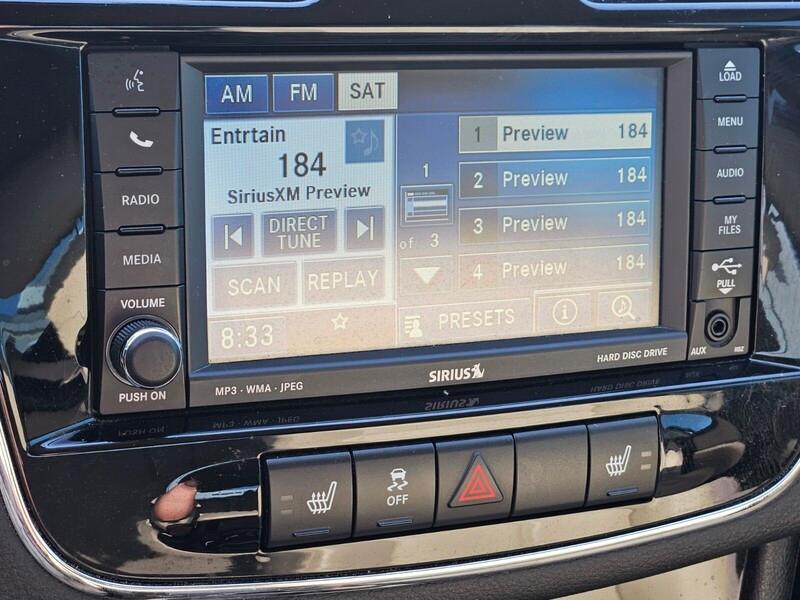 AM FM SAT
Entrtain
184
SiriusXM Preview
DIRECT
TUNE
SCAN REPLAY
8:33
1
of 3
1 Preview 184
2 Preview 184
3 Preview 184
4 Preview 184
PRESETS
RADIO
MEDIA
VOLUME
PUSH ON
LOAD
MENU
AUDIO
MY
FILES
PULL
AUX RBZ
MP3 · WMA · JPEG
SIRIUS
HARD DISC DRIVE
OFF